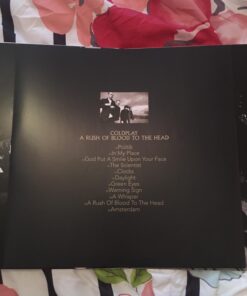 COLDPLAY
A RUSH OF BLOOD TO THE HEAD
Politik
In My Place
God Put A Smile Upon Your Face
The Scientist
Clocks
Daylight
Green Eyes
Warning Sign
A Whisper
A Rush Of Blood To The Head
Amsterdam